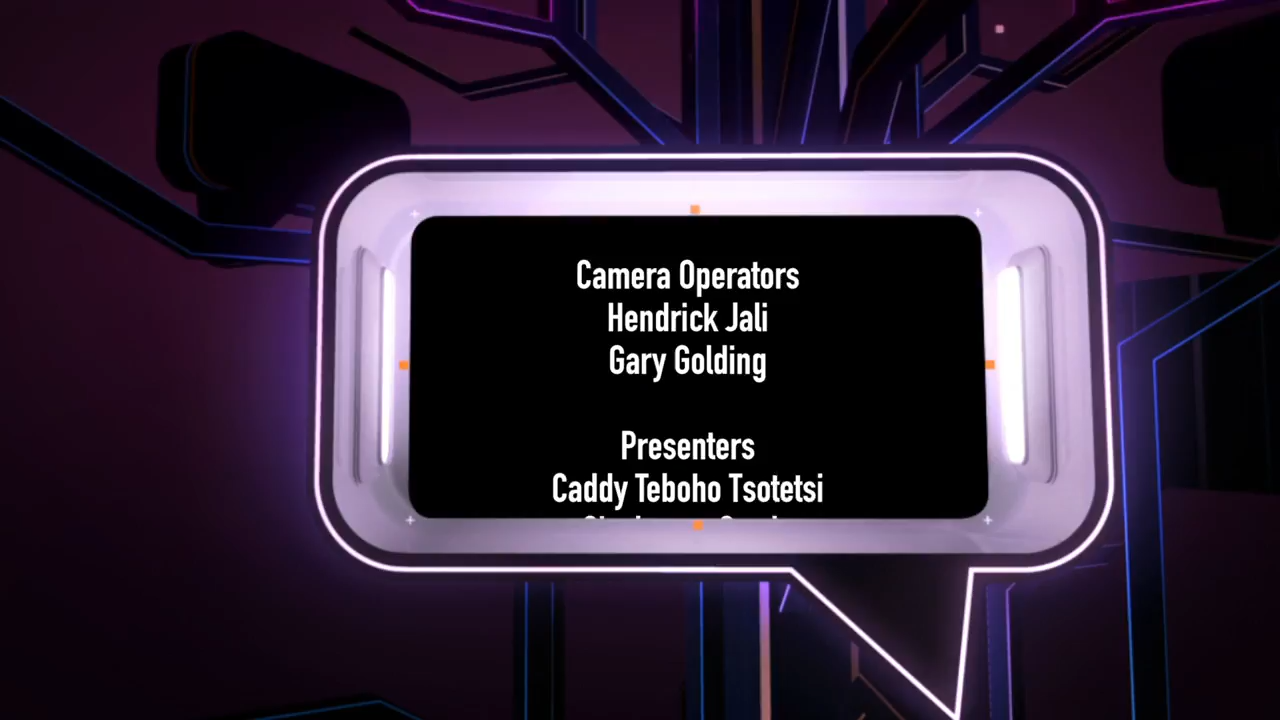 Camera Operators
Hendrick Jali
Gary Golding
Presenters
Caddy Teboho Tsotetsi